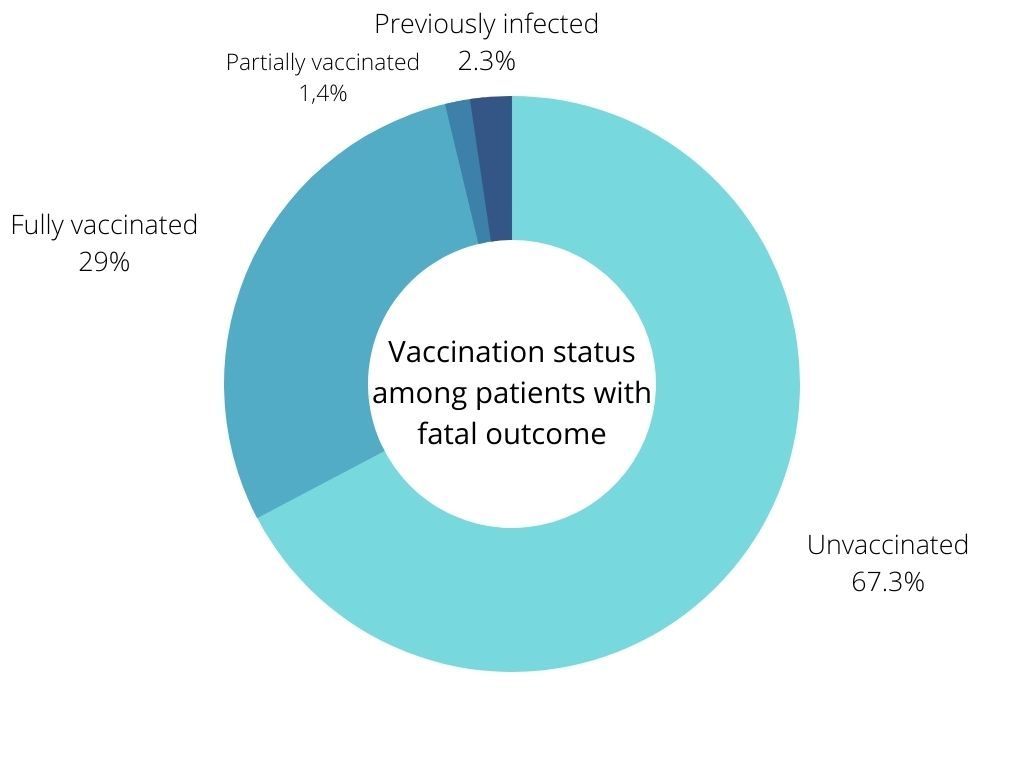 Previously infected
2.3%
Partially vaccinated
1,4%
Fully vaccinated
29%
Vaccination status
among patients with
fatal outcome
Unvaccinated
67.3%